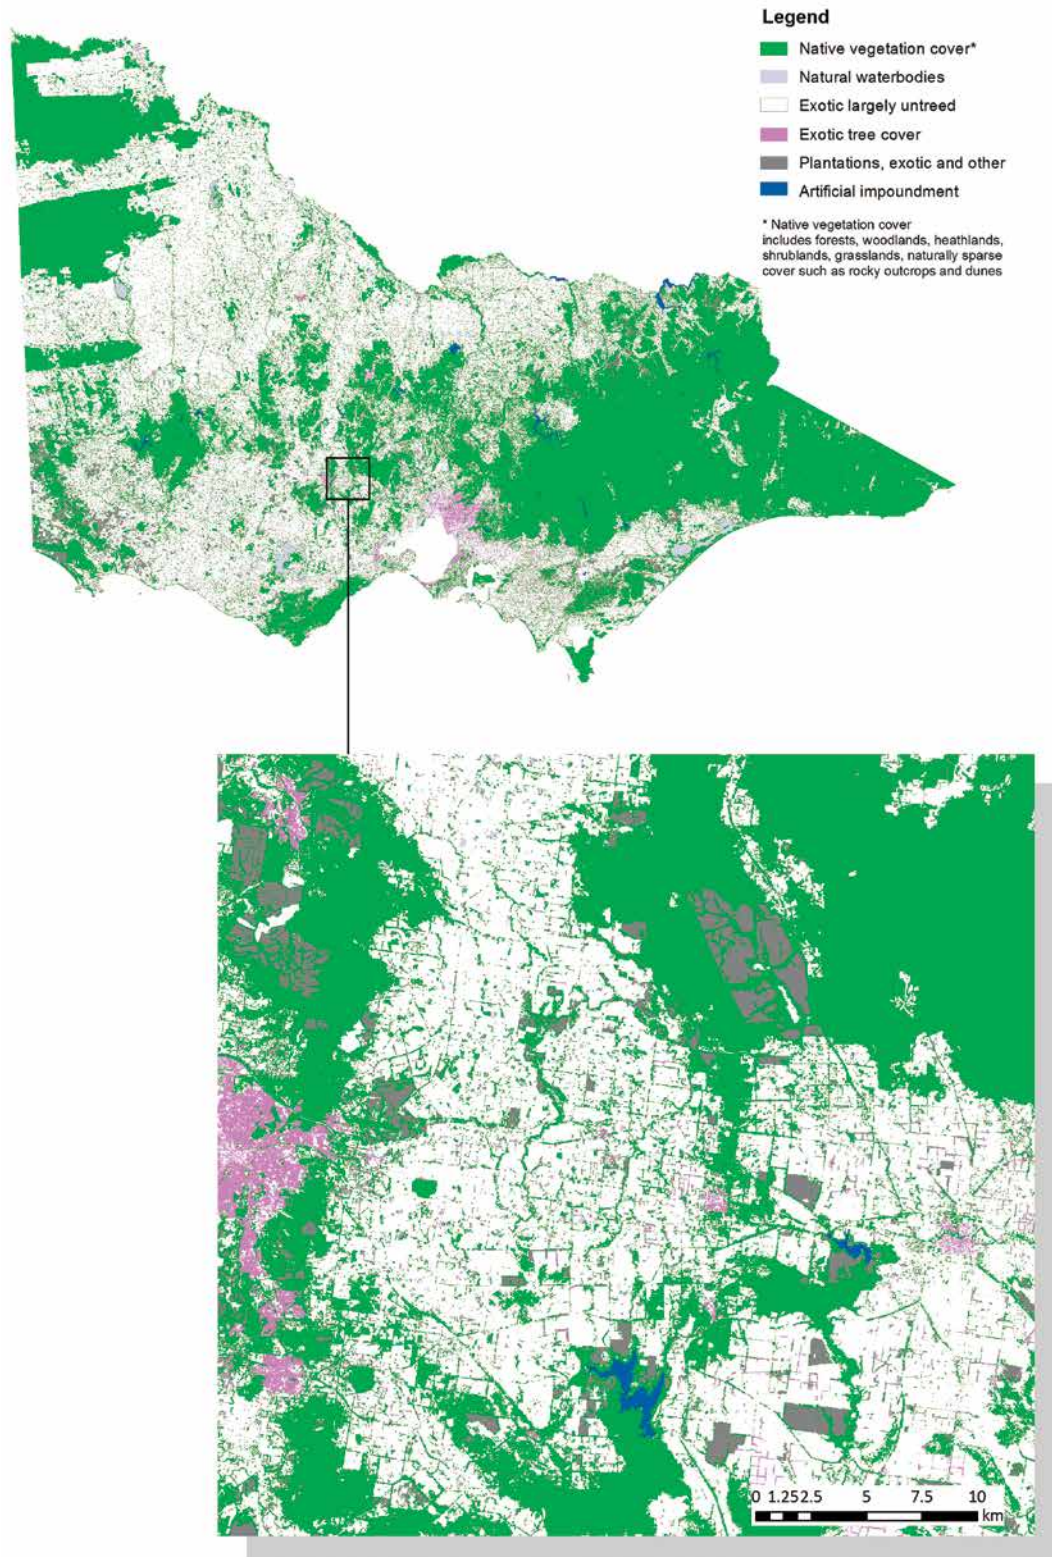 Legend
Native vegetation cover*
Natural waterbodies
Exotic largely untreed
Exotic tree cover
Plantations, exotic and other
Artificial impoundment
* Native vegetation cover
includes forests, woodlands, heathlands,
shrublands, grasslands, naturally sparse
cover such as rocky outcrops and dunes
0 1.25 2.5 5 7.5 10
km